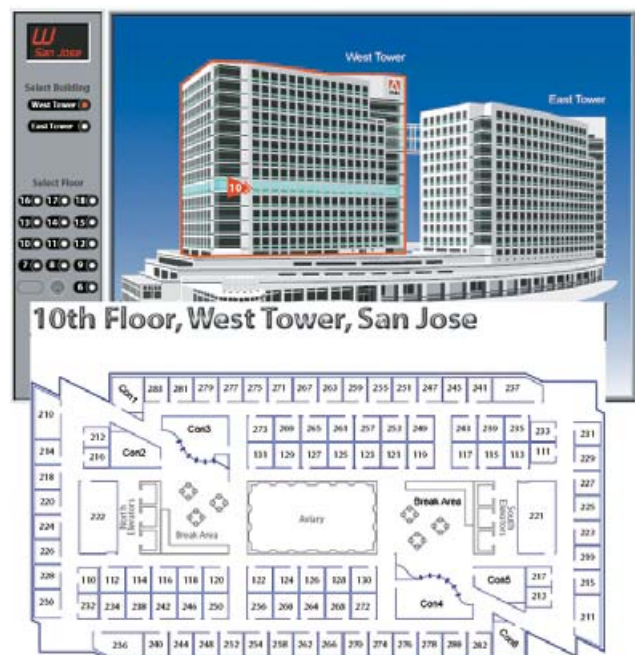 W
San Jose
Select Building
West Tower
East Tower
Select Floor
16 17 18
13 14 15
10 11 12
7 8 9
6
West Tower
East Tower
10
10th Floor, West Tower, San Jose
Con1 283 281 279 277 275 271 267 263 259 255 251 247 245 241 237
210
212
Con3
273 269 265 261 257 253 249
243 239 235 233
231
214
216
Con2
131 129 127 125 123 121 119
117 115 113 111
229
218
227
220
222
North Elevators
Break Area
Aviary
Break Area
South Elevators
221
225
224
223
226
228
110 112 114 116 118 120
122 124 126 128 130
Con5
217
215
230
232 234 238 242 246 250
256 260 264 268 272
Con4
213
211
236 240 244 248 252 254 258 262 266 270 274 276 278 282